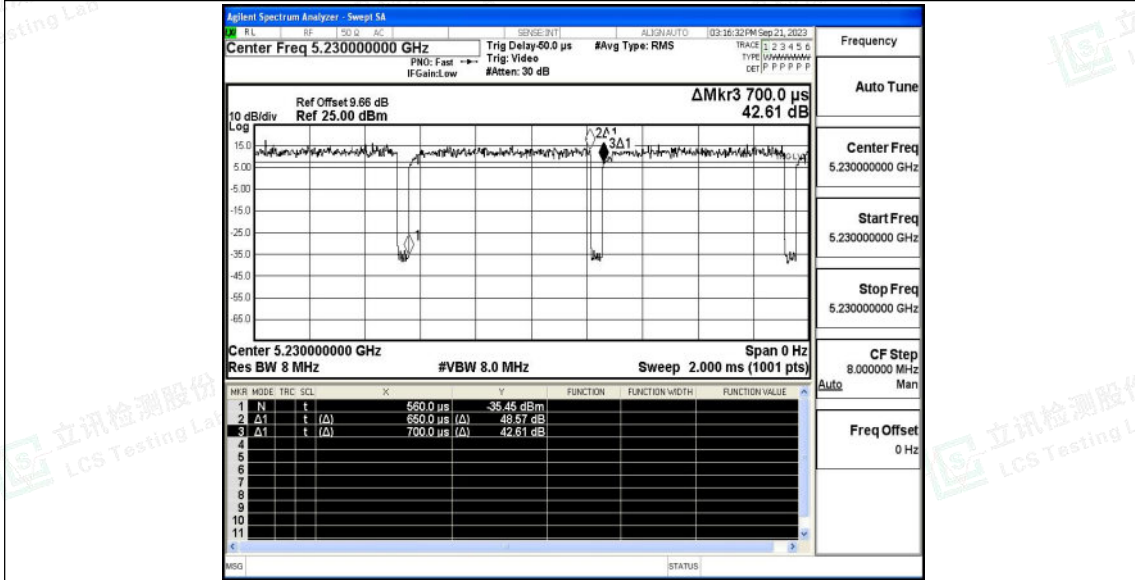 Agilent Spectrum Analyzer - Swept SA
RL RF 50 Ω AC SENSE:INT ALIGN AUTO 03:16:32 PM Sep 21, 2023
Center Freq 5.230000000 GHz Trig Delay-50.0 µs #Avg Type: RMS TRACE 1 2 3 4 5 6
PNO: Fast Trig: Video TYPE WWWWWW
IFGain:Low #Atten: 30 dB DET P P P P P P
Frequency
Auto Tune
Ref Offset 9.66 dB ΔMkr3 700.0 µs
10 dB/div Ref 25.00 dBm 42.61 dB
Log
15.0
5.00
-5.00
-15.0
-25.0
-35.0
-45.0
-55.0
-65.0
2Δ1
3Δ1
1
Center 5.230000000 GHz Span 0 Hz
Res BW 8 MHz #VBW 8.0 MHz Sweep 2.000 ms (1001 pts)
MKR MODE TRC SCL X Y FUNCTION FUNCTION WIDTH FUNCTION VALUE
1 N t 560.0 µs -35.45 dBm
2 Δ1 t (Δ) 650.0 µs (Δ) 48.57 dB
3 Δ1 t (Δ) 700.0 µs (Δ) 42.61 dB
4
5
6
7
8
9
10
11
MSG STATUS
Center Freq
5.230000000 GHz
Start Freq
5.230000000 GHz
Stop Freq
5.230000000 GHz
CF Step
8.000000 MHz
Auto Man
Freq Offset
0 Hz
立讯检测股份
LCS Testing Lab